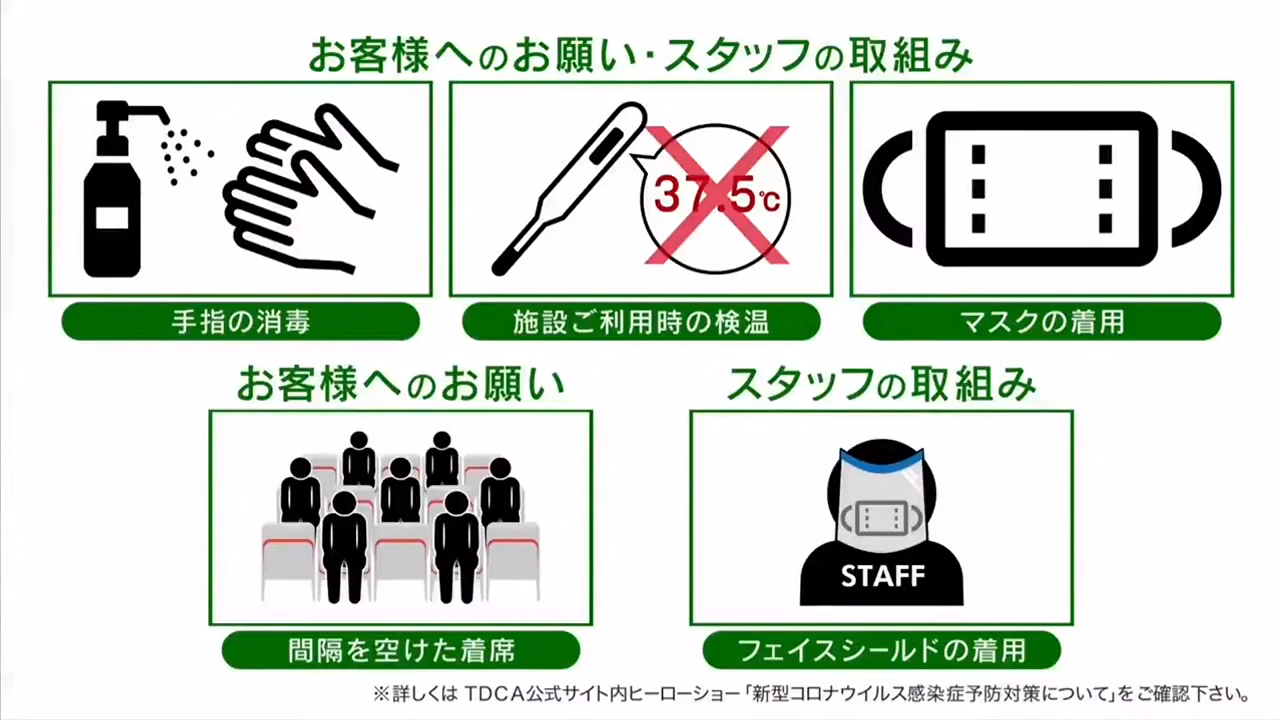 お客様へのお願い・スタッフの取組み
37.5℃
手指の消毒
施設ご利用時の検温
マスクの着用
お客様へのお願い
スタッフの取組み
STAFF
間隔を空けた着席
フェイスシールドの着用
※詳しくは TDCA公式サイト内ヒーローショー「新型コロナウイルス感染症予防対策について」をご確認下さい。